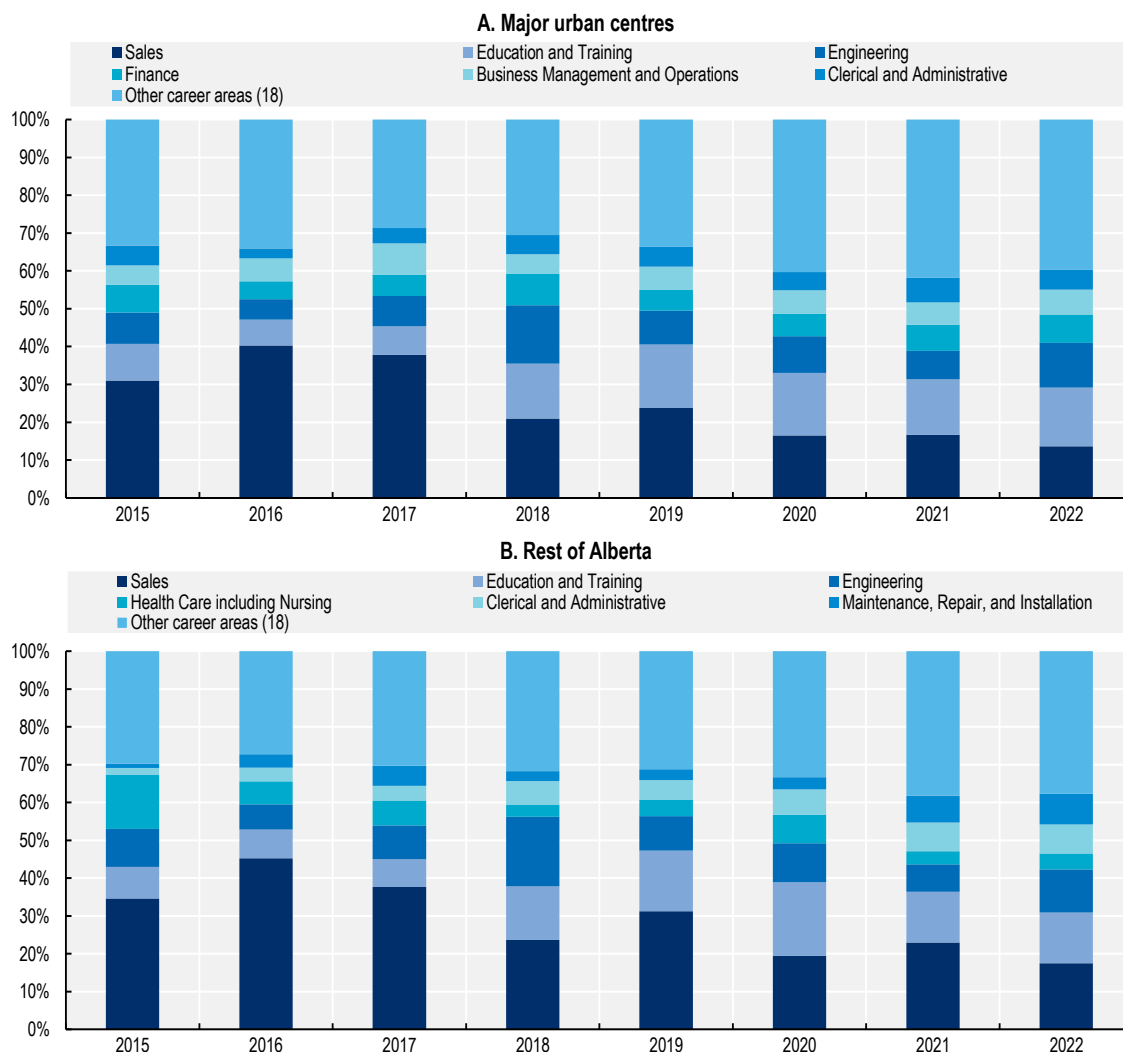 A. Major urban centres
Sales Education and Training Engineering
Finance Business Management and Operations Clerical and Administrative
Other career areas (18)
100%
90%
80%
70%
60%
50%
40%
30%
20%
10%
0%
2015 2016 2017 2018 2019 2020 2021 2022
B. Rest of Alberta
Sales Education and Training Engineering
Health Care including Nursing Clerical and Administrative Maintenance, Repair, and Installation
Other career areas (18)
100%
90%
80%
70%
60%
50%
40%
30%
20%
10%
0%
2015 2016 2017 2018 2019 2020 2021 2022